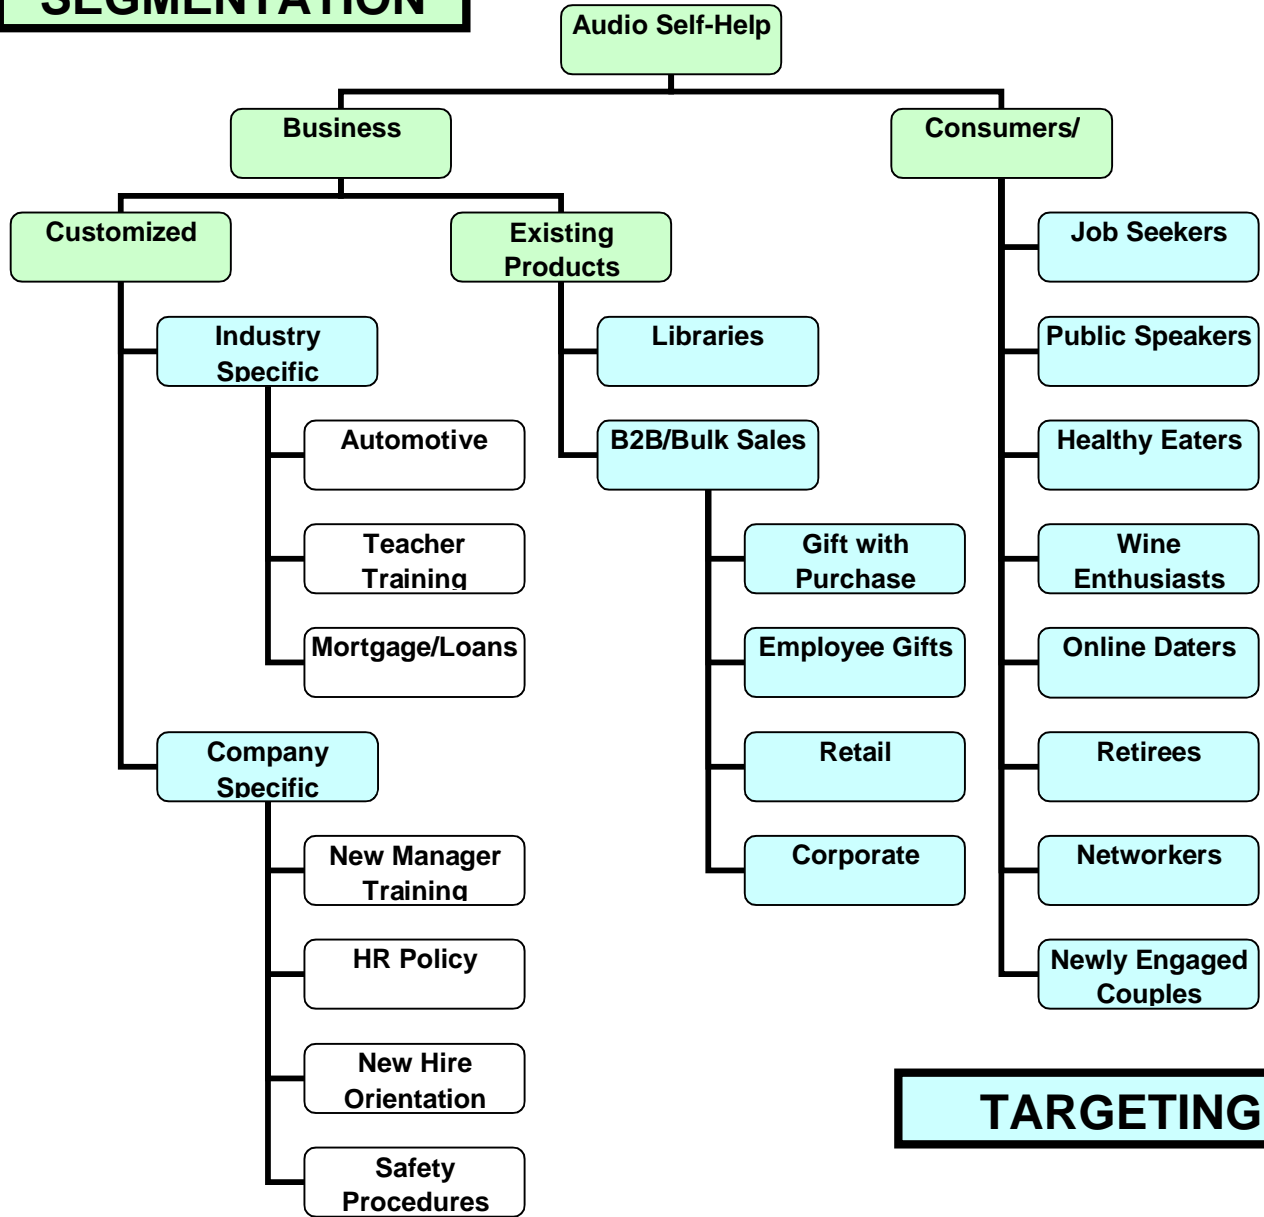 SEGMENTATION
Audio Self-Help
Business
Consumers/
Customized
Existing
Products
Job Seekers
Industry
Specific
Libraries
Public Speakers
Automotive
B2B/Bulk Sales
Healthy Eaters
Teacher
Training
Gift with
Purchase
Wine
Enthusiasts
Mortgage/Loans
Employee Gifts
Online Daters
Company
Specific
Retail
Retirees
New Manager
Training
Corporate
Networkers
HR Policy
Newly Engaged
Couples
New Hire
Orientation
TARGETING
Safety
Procedures